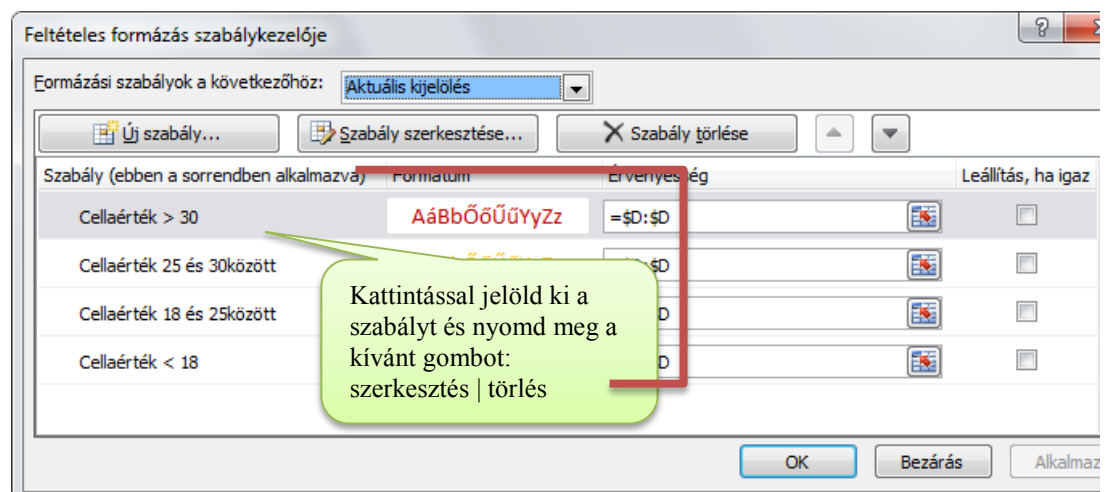 Feltételes formázás szabálykezelője
Formázási szabályok a következőhöz: Aktuális kijelölés
Új szabály... Szabály szerkesztése... Szabály törlése
Szabály (ebben a sorrendben alkalmazva) Formátum Érvényesség Leállítás, ha igaz
Cellaérték > 30 AáBbŐőŰűYyZz =$D:$D
Cellaérték 25 és 30között
Cellaérték 18 és 25között
Cellaérték < 18
Kattintással jelöld ki a
szabályt és nyomd meg a
kívánt gombot:
szerkesztés | törlés
OK Bezárás Alkalmaz